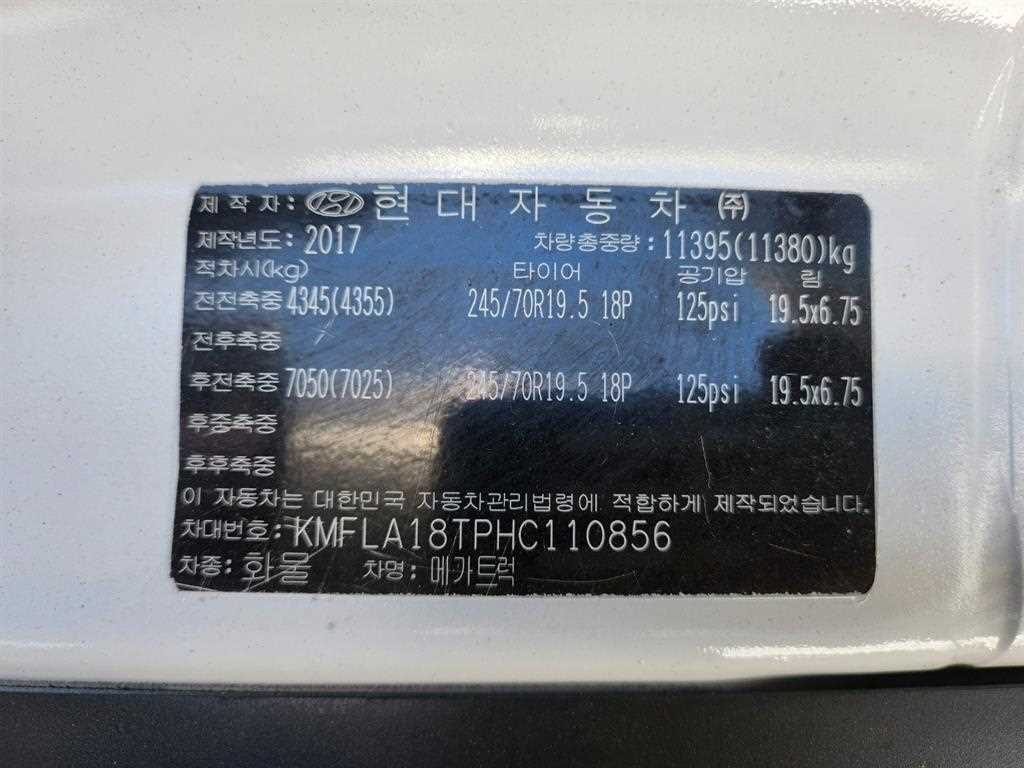 제 작 자: 현 대 자 동 차 ㈜
제작년도: 2017 차량총중량: 11395(11380)kg
적차시(kg) 타이어 공기압 림
전전축중 4345(4355) 245/70R19.5 18P 125psi 19.5x6.75
전후축중
후전축중 7050(7025) 245/70R19.5 18P 125psi 19.5x6.75
후중축중
후후축중
이 자동차는 대한민국 자동차관리법령에 적합하게 제작되었습니다.
차대번호: KMFLA18TPHC110856
차종: 화물 차명: 메가트럭